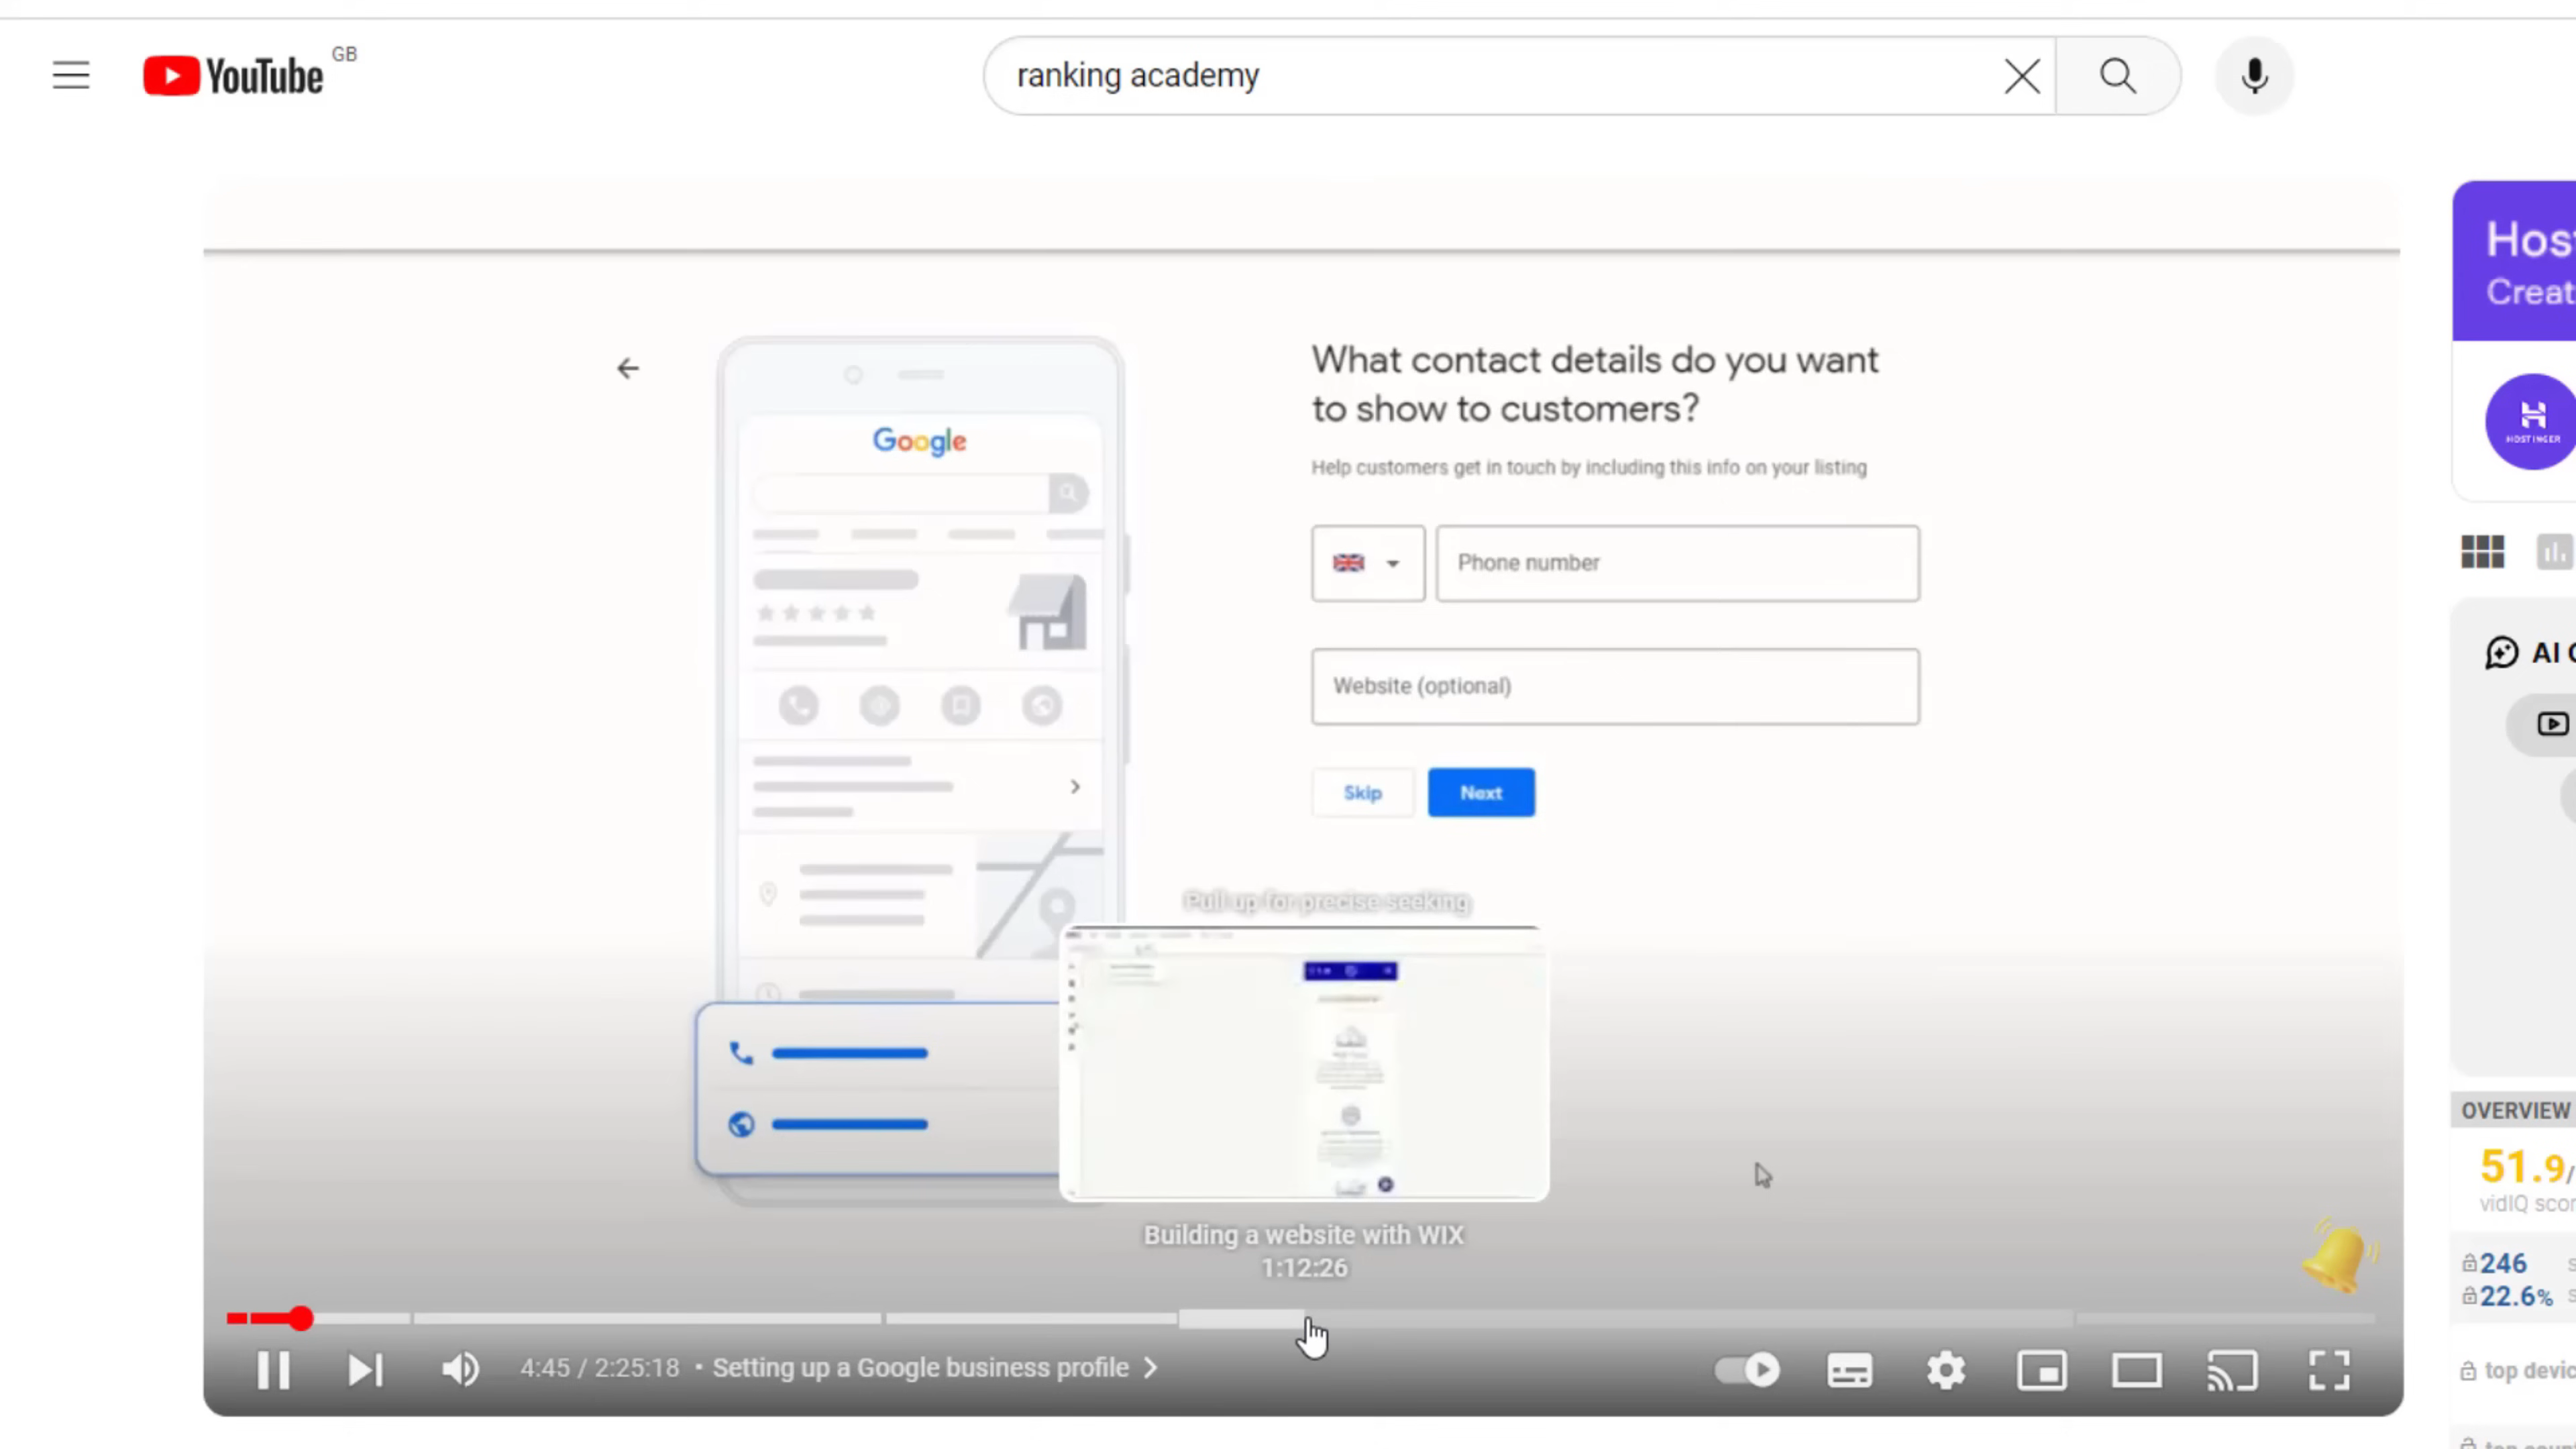 YouTube GB
ranking academy
Host
Creat
What contact details do you want
to show to customers?
Google
HOSTINGER
Help customers get in touch by including this info on your listing
Phone number
Website (optional)
AI
Skip
Next
Pull up for precise seeking
OVERVIEW
51.9/
vidIQ scor
Building a website with WIX
1:12:26
246
22.6%
4:45 / 2:25:18 • Setting up a Google business profile
top devic